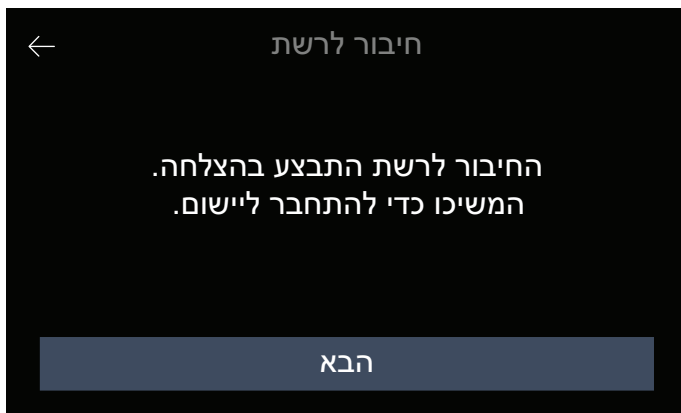 חיבור לרשת
החיבור לרשת התבצע בהצלחה.
המשיכו כדי להתחבר ליישום.
הבא